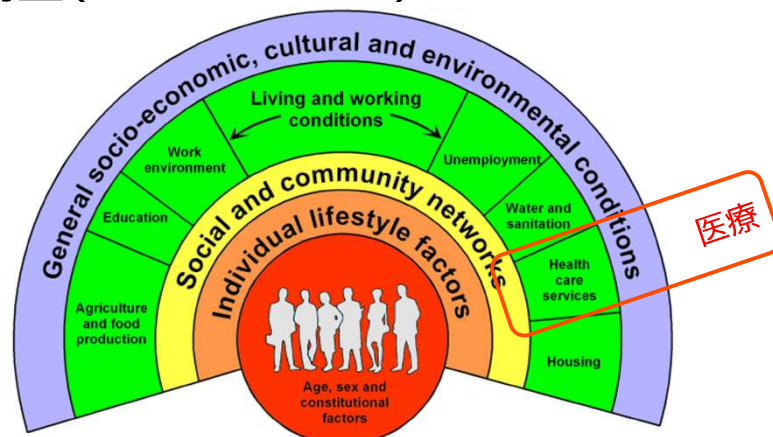 General socio-economic, cultural and environmental conditions
Living and working
conditions
Work
environment
Unemployment
Education
Water and
sanitation
医療
Social and community networks
Individual lifestyle factors
Health
care
services
Agriculture
and food
production
Housing
Age, sex and
constitutional
factors